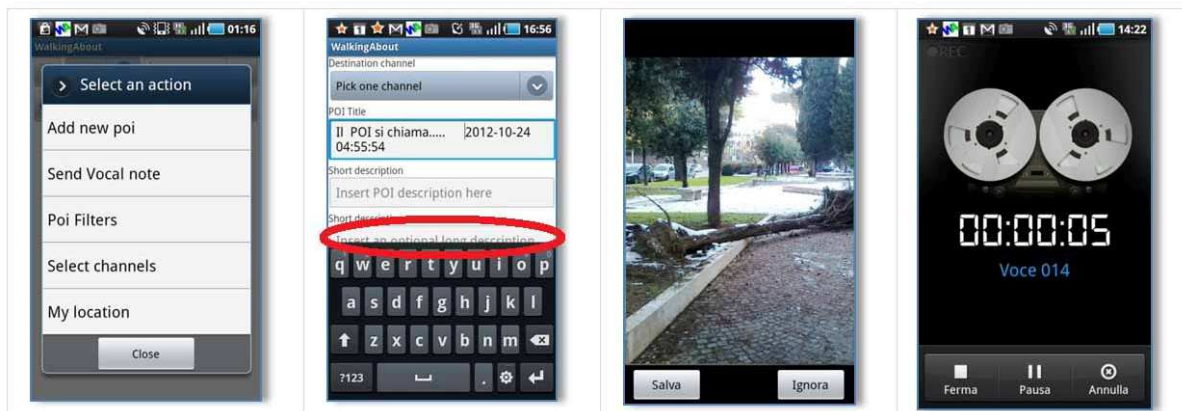 01:16
WalkingAbout
Select an action
Add new poi
Send Vocal note
Poi Filters
Select channels
My location
Close
16:56
WalkingAbout
Destination channel
Pick one channel
POI Title
Il POI si chiama..... 2012-10-24
04:55:54
Short description
Insert POI description here
Short description
Insert an optional long description
q w e r t y u i o p
a s d f g h j k l
z x c v b n m
?123 .
Salva Ignora
14:22
REC
00:00:05
Voce 014
Ferma Pausa Annulla